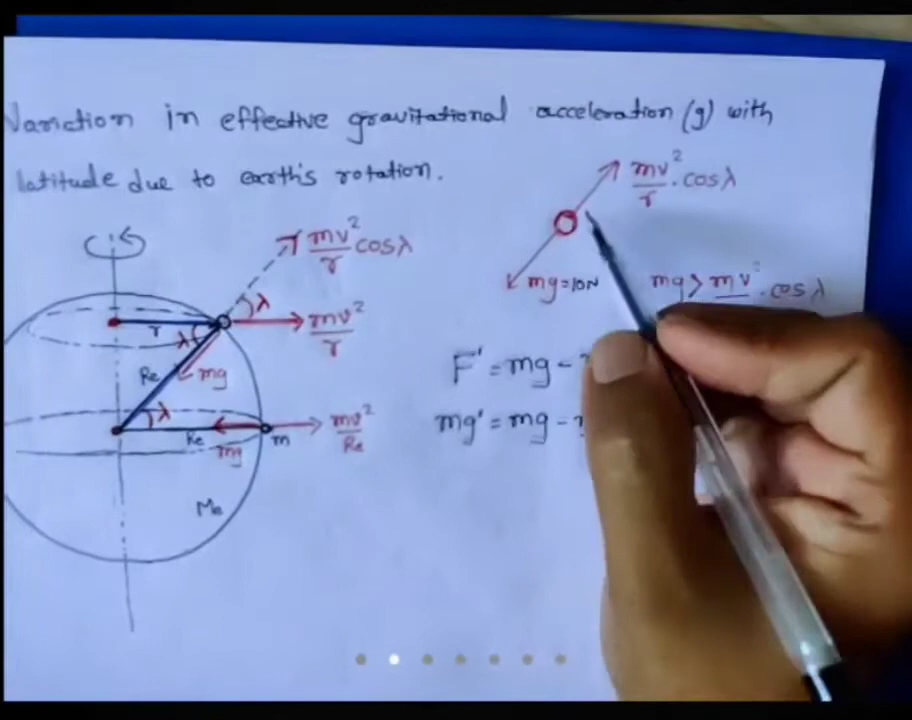 Variation in effective gravitational acceleration (g) with
latitude due to earth's rotation.
mv²/r . cosλ
mv²/r cosλ
mg=10N
mg > mv² . cosλ
λ
mv²/r
r
λ
mg
Re
F' = mg -
λ
mg' = mg -
Re
mg
m
mv²/Re
Me